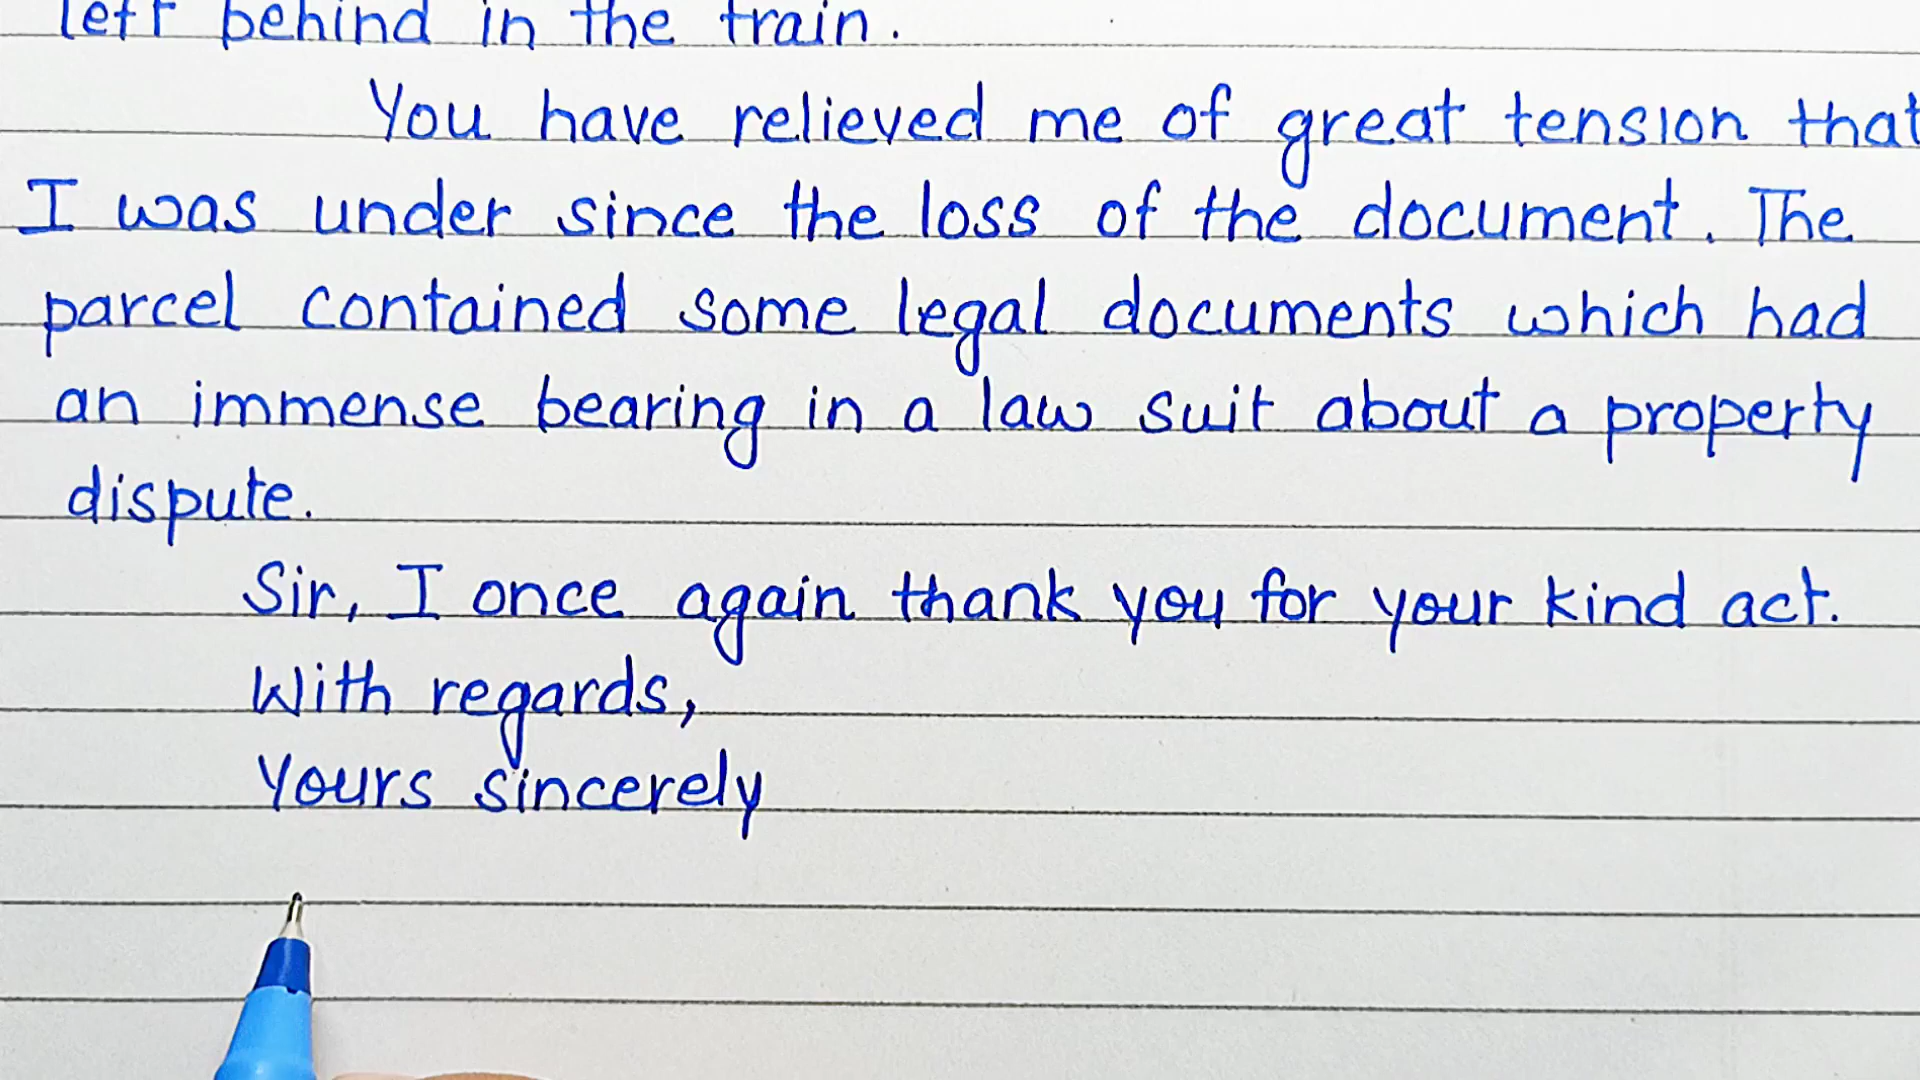 left behind in the train.
You have relieved me of great tension that
I was under since the loss of the document. The
parcel contained some legal documents which had
an immense bearing in a law suit about a property
dispute.
Sir, I once again thank you for your kind act.
With regards,
Yours sincerely